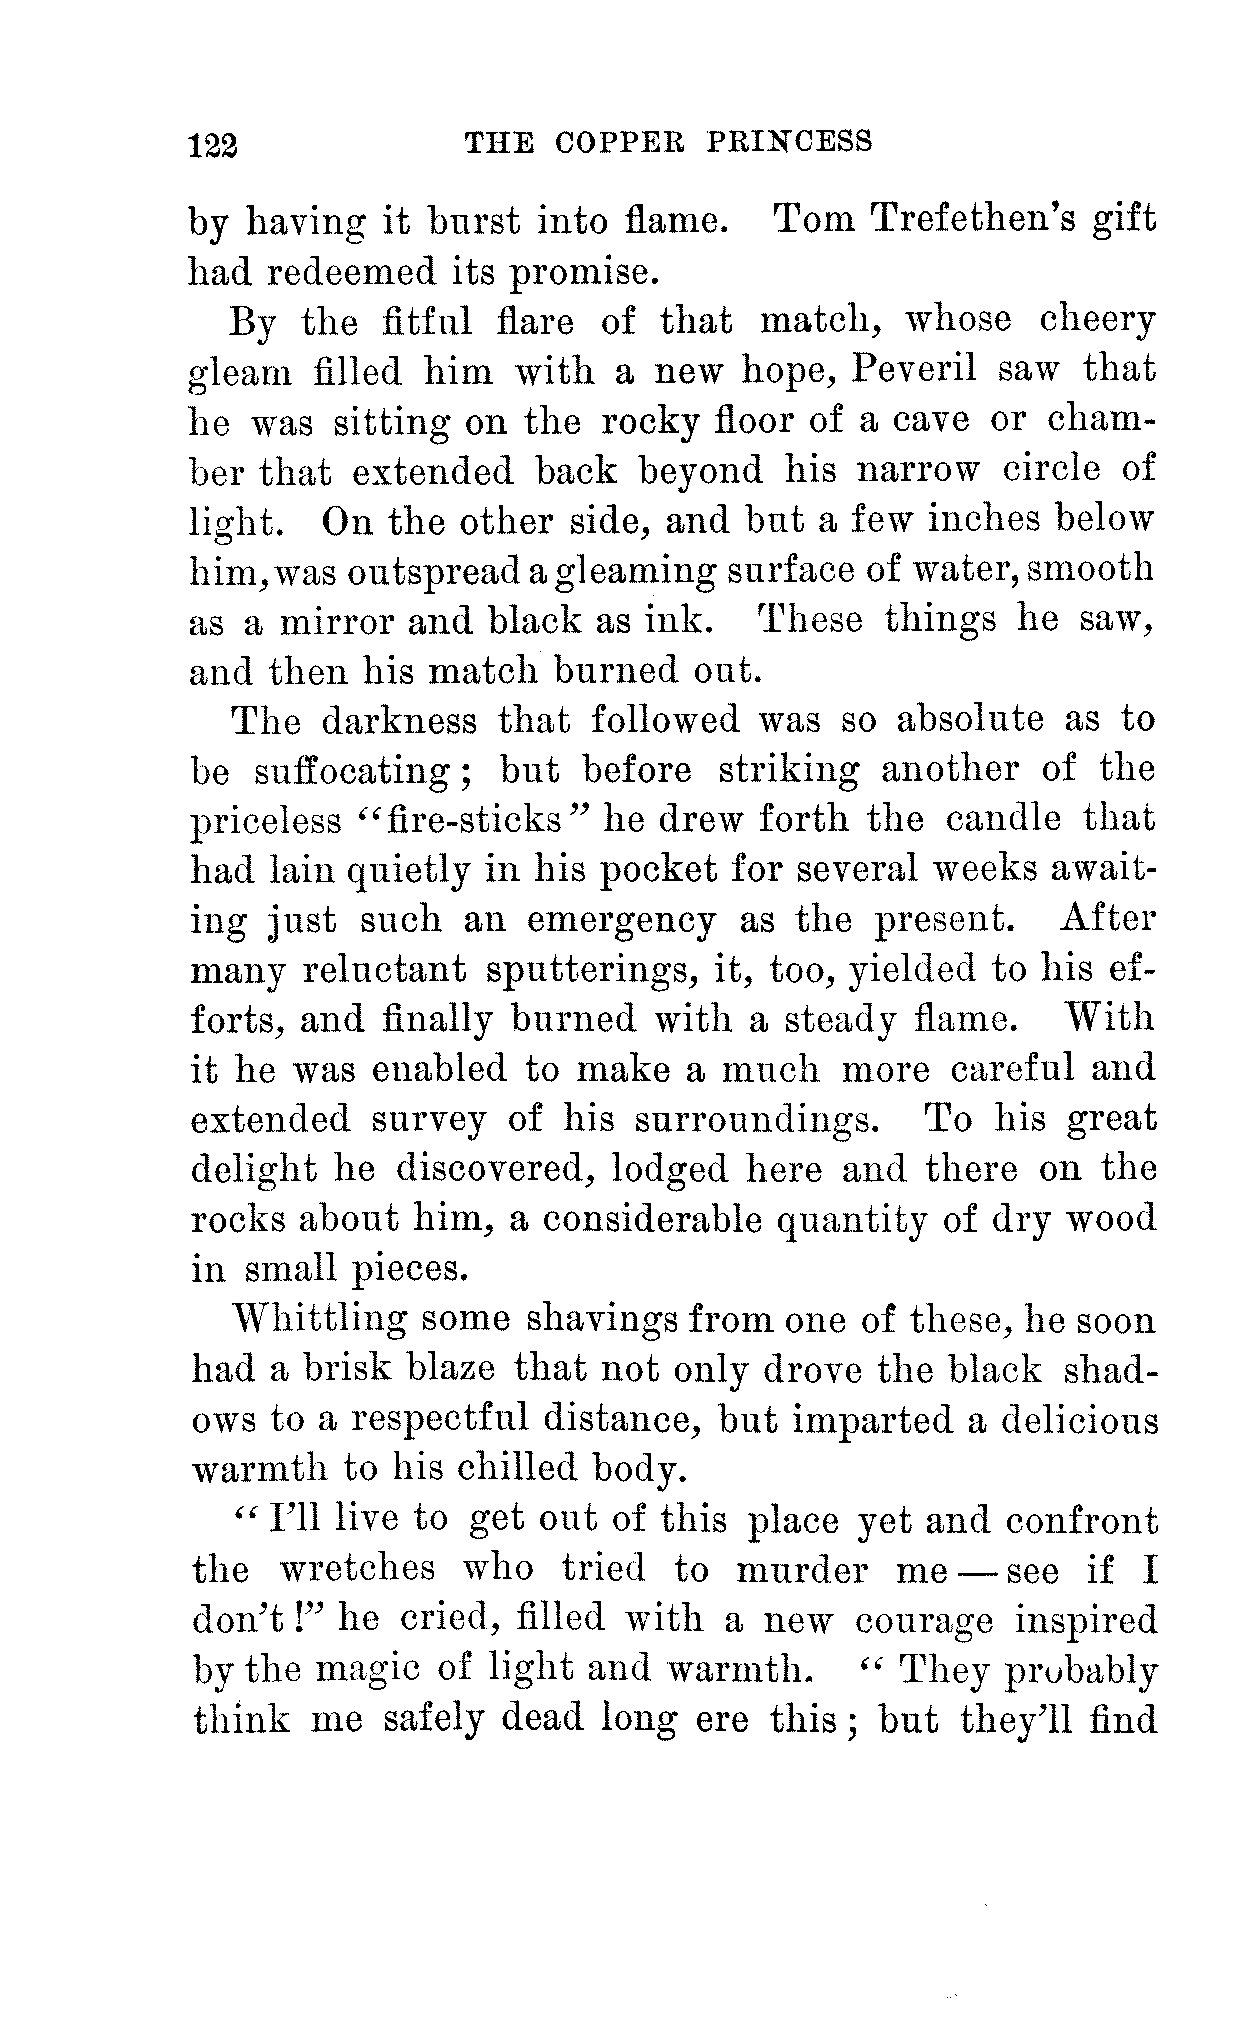 122 THE COPPER PRINCESS
by having it burst into flame. Tom Trefethen's gift
had redeemed its promise.
By the fitful flare of that match, whose cheery
gleam filled him with a new hope, Peveril saw that
he was sitting on the rocky floor of a cave or cham-
ber that extended back beyond his narrow circle of
light. On the other side, and but a few inches below
him, was outspread a gleaming surface of water, smooth
as a mirror and black as ink. These things he saw,
and then his match burned out.
The darkness that followed was so absolute as to
be suffocating; but before striking another of the
priceless "fire-sticks" he drew forth the candle that
had lain quietly in his pocket for several weeks await-
ing just such an emergency as the present. After
many reluctant sputterings, it, too, yielded to his ef-
forts, and finally burned with a steady flame. With
it he was enabled to make a much more careful and
extended survey of his surroundings. To his great
delight he discovered, lodged here and there on the
rocks about him, a considerable quantity of dry wood
in small pieces.
Whittling some shavings from one of these, he soon
had a brisk blaze that not only drove the black shad-
ows to a respectful distance, but imparted a delicious
warmth to his chilled body.
"I'll live to get out of this place yet and confront
the wretches who tried to murder me — see if I
don't!" he cried, filled with a new courage inspired
by the magic of light and warmth. "They probably
think me safely dead long ere this; but they'll find